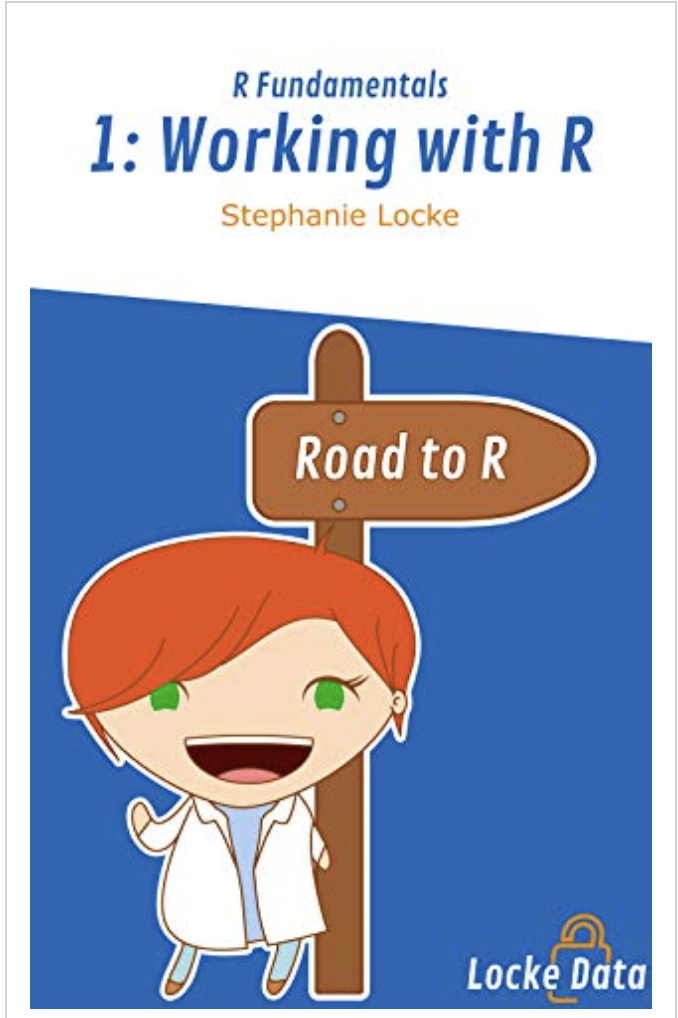 R Fundamentals
1: Working with R
Stephanie Locke
Road to R
Locke Data